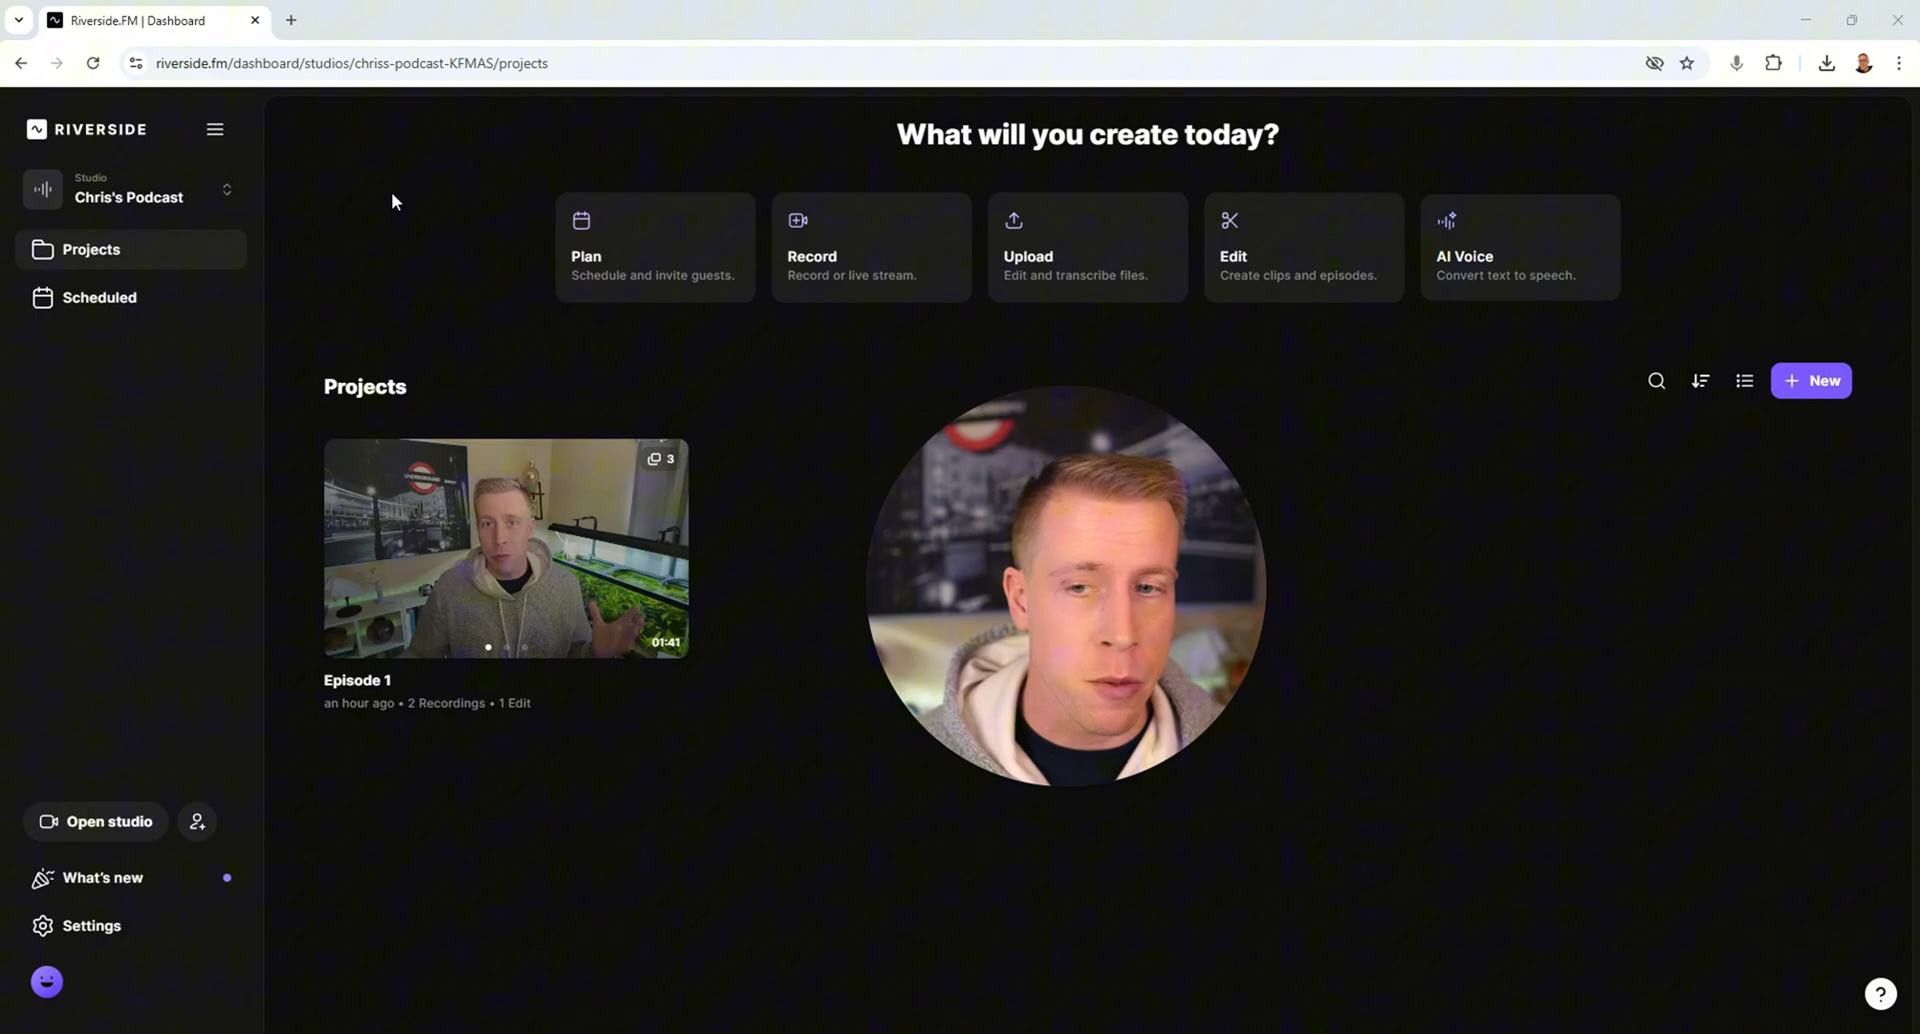 Riverside.FM | Dashboard
riverside.fm/dashboard/studios/chriss-podcast-KFMAS/projects
RIVERSIDE
Studio
Chris's Podcast
Projects
Scheduled
What will you create today?
Plan
Schedule and invite guests.
Record
Record or live stream.
Upload
Edit and transcribe files.
Edit
Create clips and episodes.
AI Voice
Convert text to speech.
Projects
New
3
UNDERGROUND
01:41
Episode 1
an hour ago • 2 Recordings • 1 Edit
Open studio
What's new
Settings
?